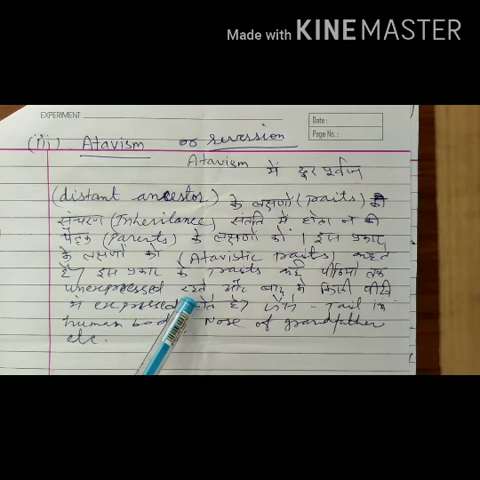 Made with KINEMASTER
EXPERIMENT
Date :
Page No. :
(iii) Atavism or reversion
Atavism में दूर पूर्वज
(distant ancestor) के लक्षणों (traits) का
संचरण (Inheritance) संतति में होता न की
पैतृक (Parents) के लक्षणों का । इस प्रकार
के लक्षणों को (Atavistic traits) कहते
है। इस प्रकार के traits कई पीढियों तक
unexpressed रहते और बाद में किसी पीढी
में expressed होते है। जैसे - Tail in
human body Nose of grandfather
etc.